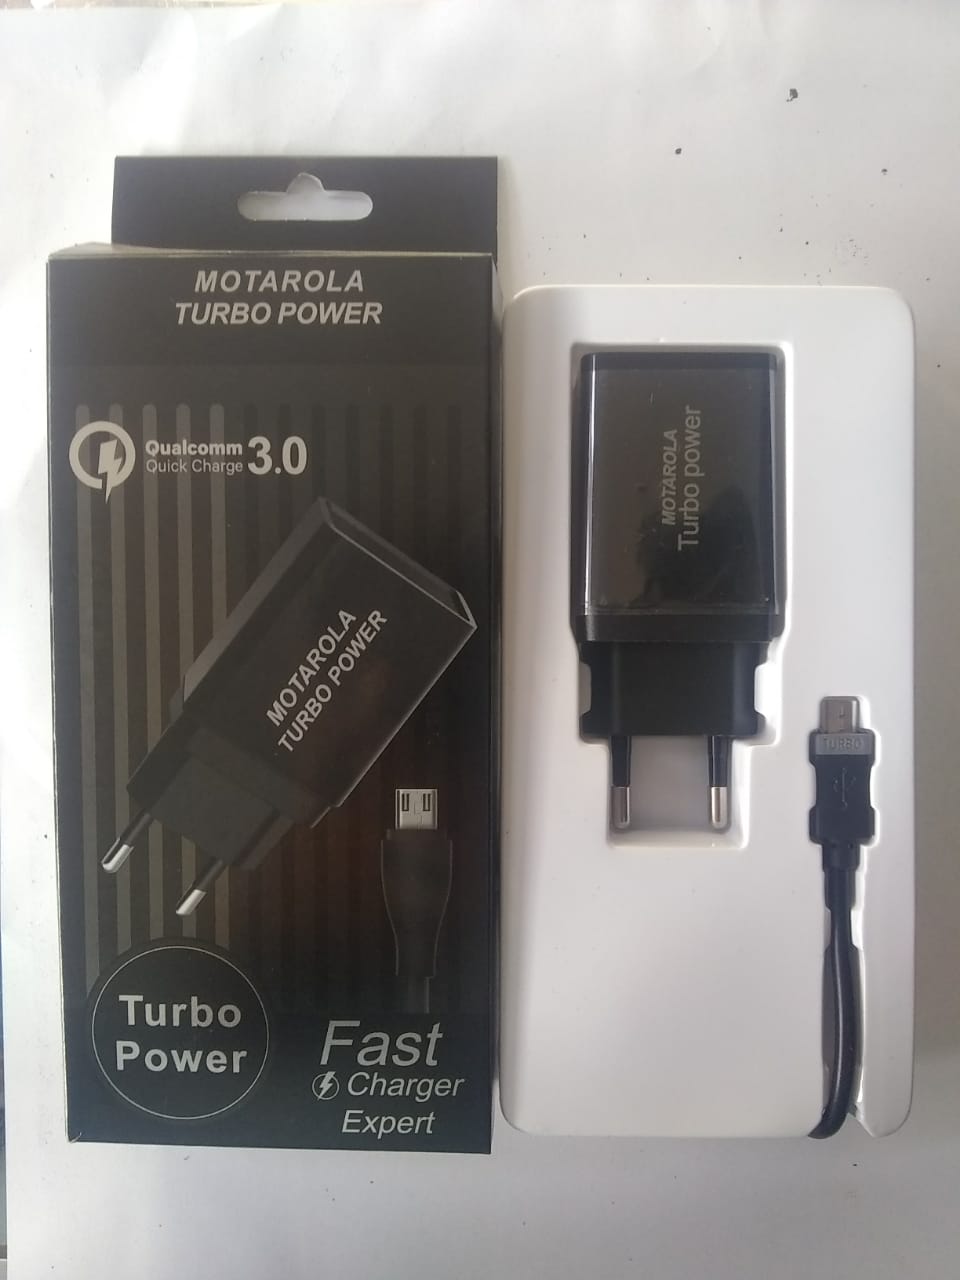 MOTAROLA
TURBO POWER
Qualcomm
Quick Charge 3.0
MOTAROLA
TURBO POWER
Turbo
Power
Fast
Charger
Expert
MOTAROLA
Turbo power
TURBO